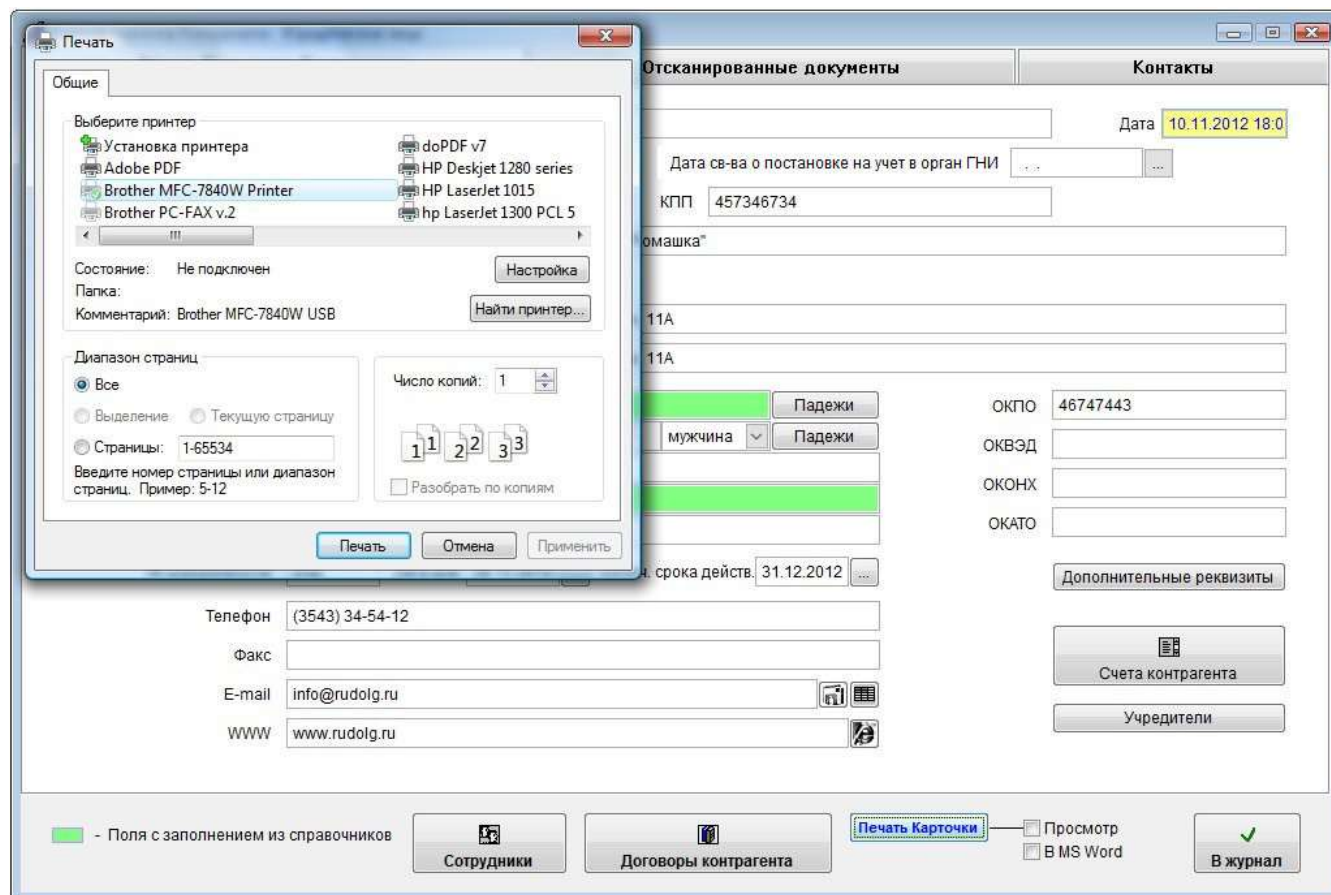 Печать
Общие
Выберите принтер
Установка принтера
doPDF v7
Adobe PDF
HP Deskjet 1280 series
Brother MFC-7840W Printer
HP LaserJet 1015
Brother PC-FAX v.2
hp LaserJet 1300 PCL 5
Состояние: Не подключен
Настройка
Папка:
Комментарий: Brother MFC-7840W USB
Найти принтер...
Диапазон страниц
Все
Выделение Текущую страницу
Страницы: 1-65534
Введите номер страницы или диапазон
страниц. Пример: 5-12
Число копий: 1
11 22 33
Разобрать по копиям
Печать Отмена Применить
Отсканированные документы Контакты
Дата 10.11.2012 18:0
Дата св-ва о постановке на учет в орган ГНИ . . ...
КПП 457346734
омашка"
11А
11А
Падежи
мужчина Падежи
ОКПО 46747443
ОКВЭД
ОКОНХ
ОКАТО
срока действ. 31.12.2012 ...
Дополнительные реквизиты
Телефон (3543) 34-54-12
Факс
E-mail info@rudolg.ru
WWW www.rudolg.ru
Счета контрагента
Учредители
- Поля с заполнением из справочников
Сотрудники
Договоры контрагента
Печать Карточки
Просмотр
В MS Word
В журнал